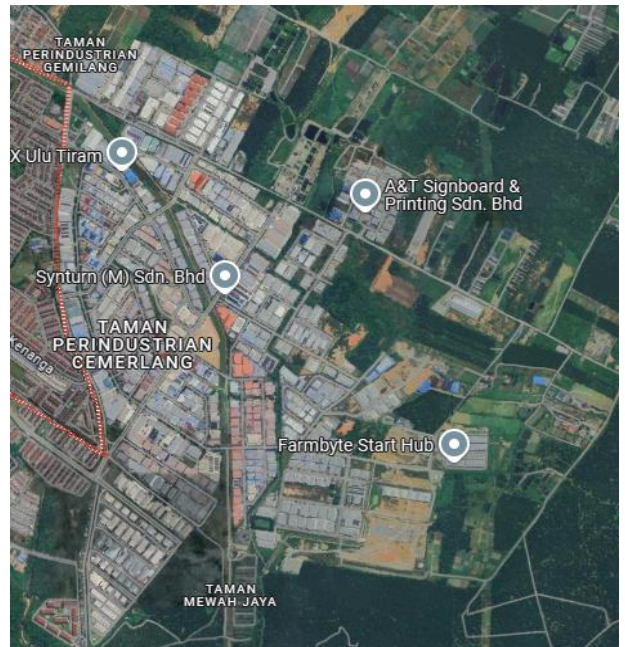 TAMAN
PERINDUSTRIAN
GEMILANG
X Ulu Tiram
A&T Signboard &
Printing Sdn. Bhd
Synturn (M) Sdn. Bhd
TAMAN
PERINDUSTRIAN
CEMERLANG
Kenanga
Farmbyte Start Hub
TAMAN
MEWAH JAYA